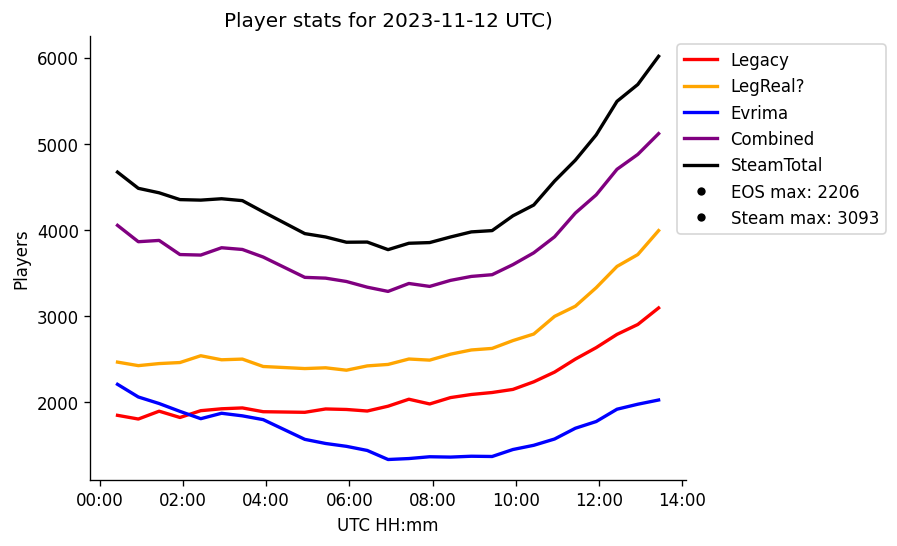 Player stats for 2023-11-12 UTC)
Legacy
LegReal?
Evrima
Combined
SteamTotal
EOS max: 2206
Steam max: 3093
Players
6000
5000
4000
3000
2000
00:00 02:00 04:00 06:00 08:00 10:00 12:00 14:00
UTC HH:mm